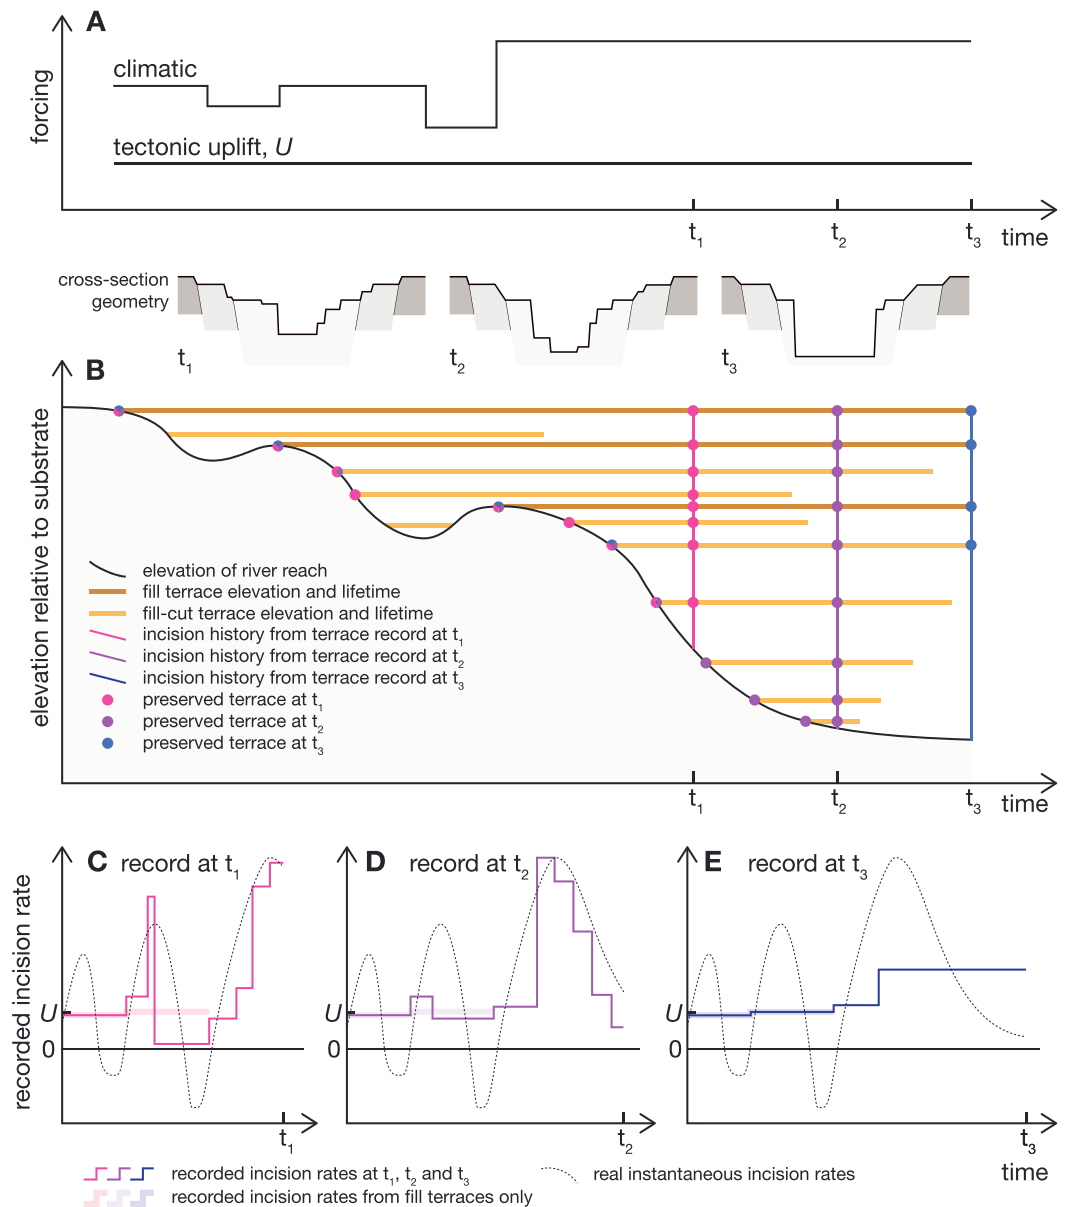 A
forcing
climatic
tectonic uplift, U
t1
t2
t3
time
cross-section
geometry
t1
t2
t3
B
elevation relative to substrate
elevation of river reach
fill terrace elevation and lifetime
fill-cut terrace elevation and lifetime
incision history from terrace record at t1
incision history from terrace record at t2
incision history from terrace record at t3
preserved terrace at t1
preserved terrace at t2
preserved terrace at t3
t1
t2
t3
time
C record at t1
D record at t2
E record at t3
recorded incision rate
U
0
U
0
U
0
t1
t2
t3
time
recorded incision rates at t1, t2 and t3
real instantaneous incision rates
recorded incision rates from fill terraces only